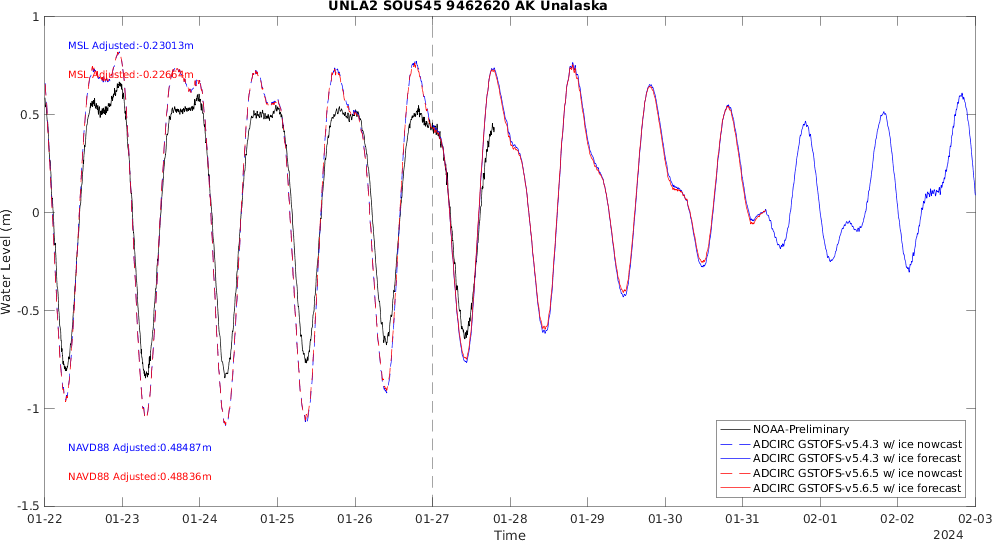 UNLA2 SOUS45 9462620 AK Unalaska
1
MSL Adjusted:-0.23013m
MSL Adjusted:-0.22664m
0.5
0
Water Level (m)
-0.5
-1
NAVD88 Adjusted:0.48487m
NAVD88 Adjusted:0.48836m
NOAA-Preliminary
ADCIRC GSTOFS-v5.4.3 w/ ice nowcast
ADCIRC GSTOFS-v5.4.3 w/ ice forecast
ADCIRC GSTOFS-v5.6.5 w/ ice nowcast
ADCIRC GSTOFS-v5.6.5 w/ ice forecast
-1.5
01-22 01-23 01-24 01-25 01-26 01-27 01-28 01-29 01-30 01-31 02-01 02-02 02-03
Time
2024